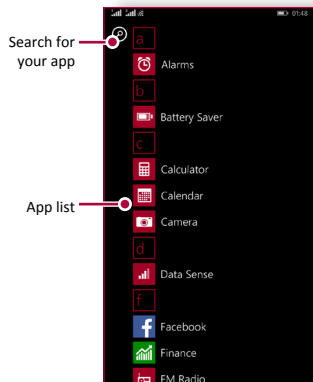 01:48
Search for
your app
a
Alarms
b
Battery Saver
c
Calculator
App list
Calendar
Camera
d
Data Sense
f
Facebook
Finance
FM Radio